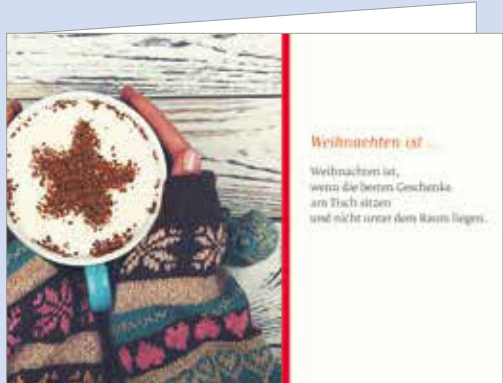 Weihnachten ist ...
Weihnachten ist,
wenn die besten Geschenke
am Tisch sitzen
und nicht unter dem Baum liegen.